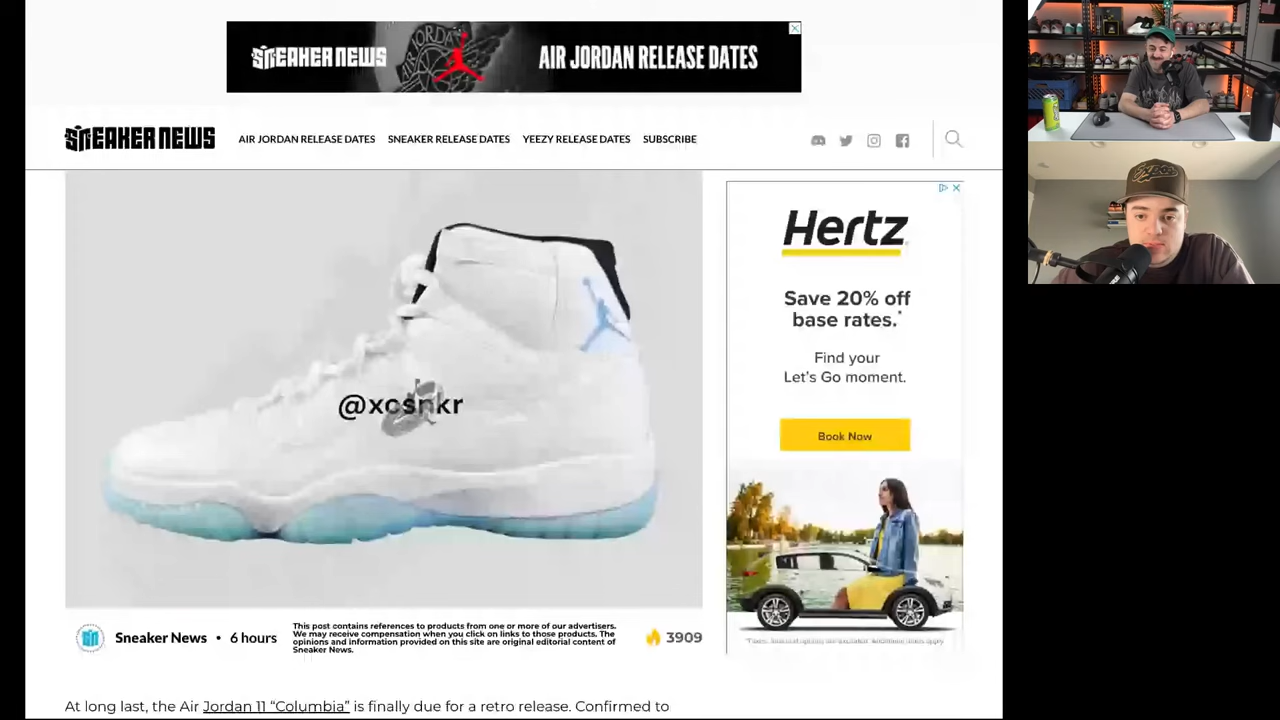 SNEAKER NEWS
AIR JORDAN RELEASE DATES
SNEAKER NEWS
AIR JORDAN RELEASE DATES
SNEAKER RELEASE DATES
YEEZY RELEASE DATES
SUBSCRIBE
@xcsnkr
Hertz
Save 20% off
base rates.*
Find your
Let's Go moment.
Book Now
Sneaker News • 6 hours
This post contains references to products from one or more of our advertisers.
We may receive compensation when you click on links to those products. The
opinions and information provided on this site are original editorial content of
Sneaker News.
3909
At long last, the Air Jordan 11 “Columbia” is finally due for a retro release. Confirmed to